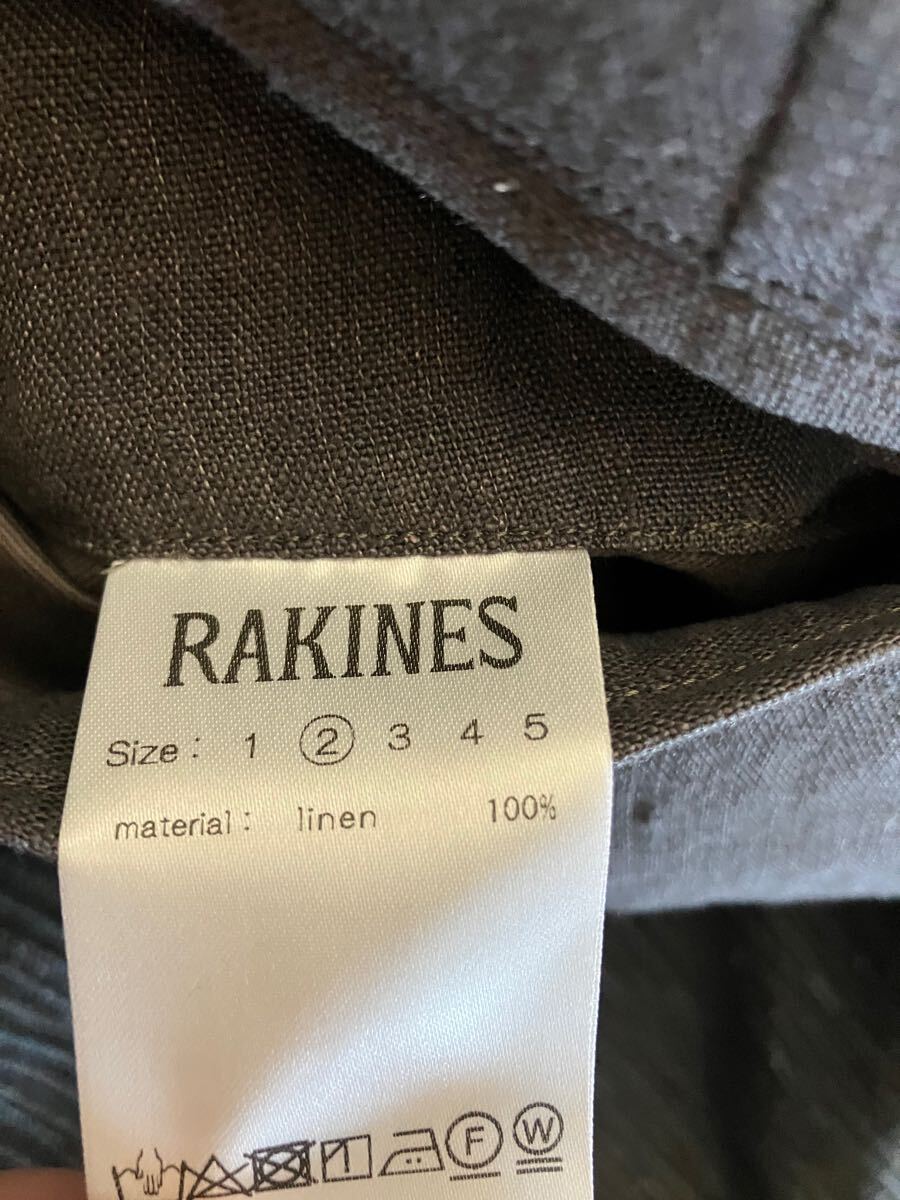 RAKINES
Size: 1 2 3 4 5
material: linen 100%
F W